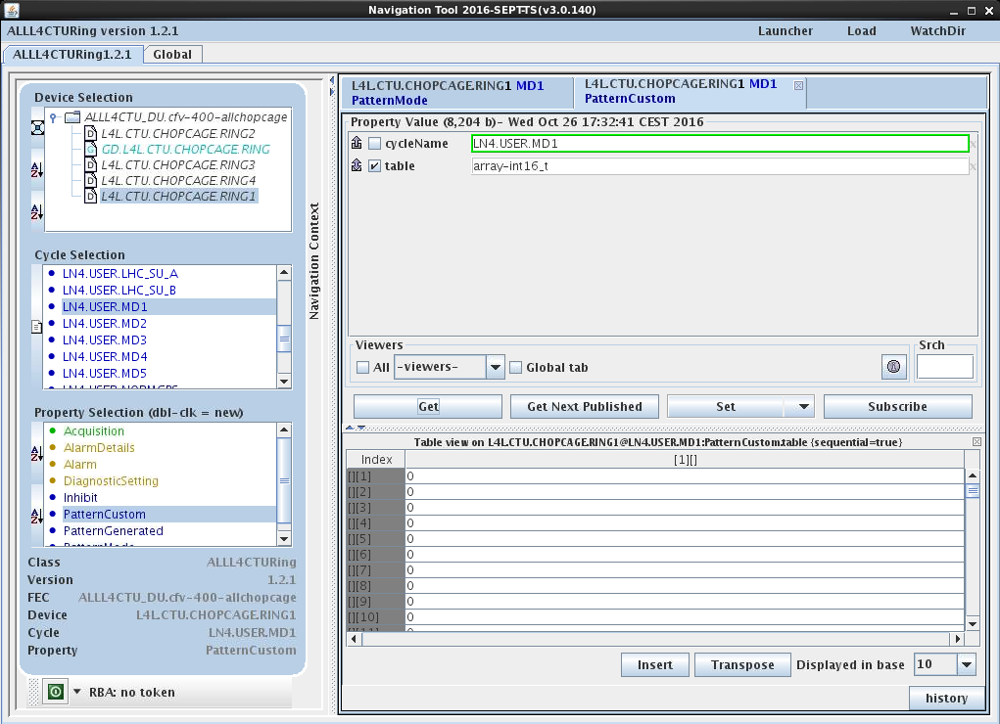 Navigation Tool 2016-SEPT-TS(v3.0.140)
ALLL4CTURing version 1.2.1
Launcher
Load
WatchDir
ALLL4CTURing1.2.1
Global
Device Selection
ALLL4CTU_DU.cfv-400-allchopcage
L4L.CTU.CHOPCAGE.RING2
GD.L4L.CTU.CHOPCAGE.RING
L4L.CTU.CHOPCAGE.RING3
L4L.CTU.CHOPCAGE.RING4
L4L.CTU.CHOPCAGE.RING1
Cycle Selection
LN4.USER.LHC_SU_A
LN4.USER.LHC_SU_B
LN4.USER.MD1
LN4.USER.MD2
LN4.USER.MD3
LN4.USER.MD4
LN4.USER.MD5
Property Selection (dbl-clk = new)
Acquisition
AlarmDetails
Alarm
DiagnosticSetting
Inhibit
PatternCustom
PatternGenerated
Class ALLL4CTURing
Version 1.2.1
FEC ALLL4CTU_DU.cfv-400-allchopcage
Device L4L.CTU.CHOPCAGE.RING1
Cycle LN4.USER.MD1
Property PatternCustom
RBA: no token
Navigation Context
L4L.CTU.CHOPCAGE.RING1 MD1
PatternMode
L4L.CTU.CHOPCAGE.RING1 MD1
PatternCustom
Property Value (8,204 b)- Wed Oct 26 17:32:41 CEST 2016
cycleName LN4.USER.MD1
table array-int16_t
Viewers
All -viewers- Global tab
Srch
Get
Get Next Published
Set
Subscribe
Table view on L4L.CTU.CHOPCAGE.RING1@LN4.USER.MD1:PatternCustom:table {sequential=true}
Index [1][]
[][1] 0
[][2] 0
[][3] 0
[][4] 0
[][5] 0
[][6] 0
[][7] 0
[][8] 0
[][9] 0
[][10] 0
Insert
Transpose
Displayed in base 10
history